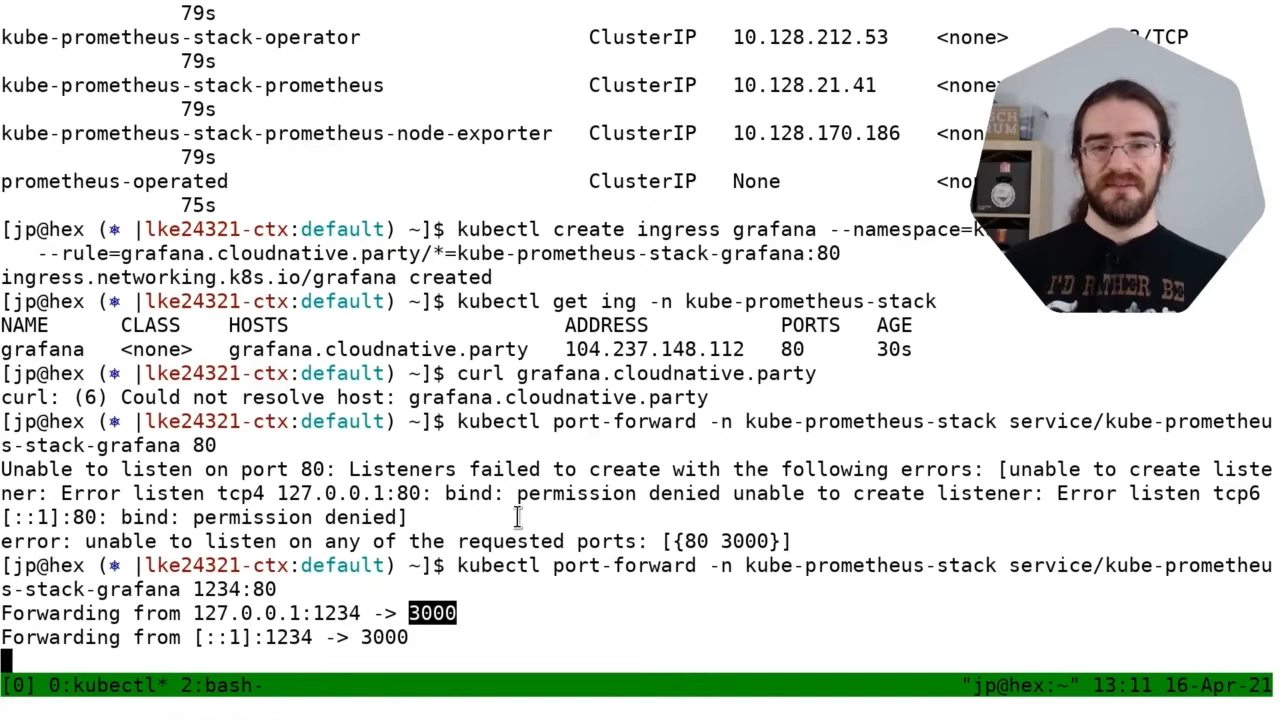 79s
kube-prometheus-stack-operator ClusterIP 10.128.212.53 <none> /TCP
79s
kube-prometheus-stack-prometheus ClusterIP 10.128.21.41 <none>
79s
kube-prometheus-stack-prometheus-node-exporter ClusterIP 10.128.170.186 <non
79s
prometheus-operated ClusterIP None <no
75s
[jp@hex (⎈ |lke24321-ctx:default) ~]$ kubectl create ingress grafana --namespace=k
--rule=grafana.cloudnative.party/*=kube-prometheus-stack-grafana:80
ingress.networking.k8s.io/grafana created
[jp@hex (⎈ |lke24321-ctx:default) ~]$ kubectl get ing -n kube-prometheus-stack
NAME CLASS HOSTS ADDRESS PORTS AGE
grafana <none> grafana.cloudnative.party 104.237.148.112 80 30s
[jp@hex (⎈ |lke24321-ctx:default) ~]$ curl grafana.cloudnative.party
curl: (6) Could not resolve host: grafana.cloudnative.party
[jp@hex (⎈ |lke24321-ctx:default) ~]$ kubectl port-forward -n kube-prometheus-stack service/kube-prometheu
s-stack-grafana 80
Unable to listen on port 80: Listeners failed to create with the following errors: [unable to create liste
ner: Error listen tcp4 127.0.0.1:80: bind: permission denied unable to create listener: Error listen tcp6
[::1]:80: bind: permission denied]
error: unable to listen on any of the requested ports: [{80 3000}]
[jp@hex (⎈ |lke24321-ctx:default) ~]$ kubectl port-forward -n kube-prometheus-stack service/kube-prometheu
s-stack-grafana 1234:80
Forwarding from 127.0.0.1:1234 -> 3000
Forwarding from [::1]:1234 -> 3000
[0] 0:kubectl* 2:bash- "jp@hex:~" 13:11 16-Apr-21
I'D RATHER BE